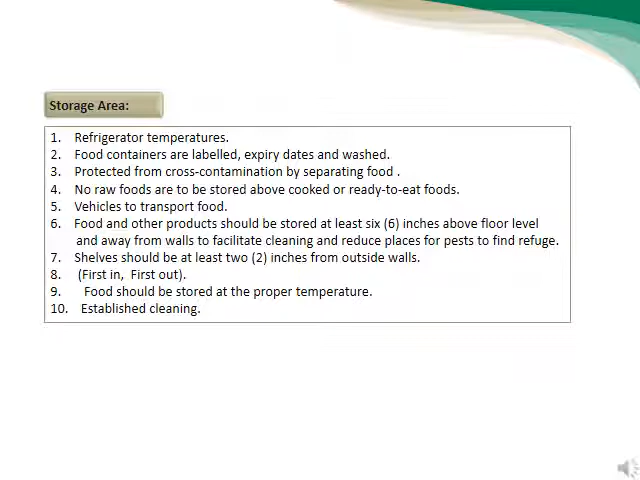 Storage Area:
1. Refrigerator temperatures.
2. Food containers are labelled, expiry dates and washed.
3. Protected from cross-contamination by separating food .
4. No raw foods are to be stored above cooked or ready-to-eat foods.
5. Vehicles to transport food.
6. Food and other products should be stored at least six (6) inches above floor level
and away from walls to facilitate cleaning and reduce places for pests to find refuge.
7. Shelves should be at least two (2) inches from outside walls.
8. (First in, First out).
9. Food should be stored at the proper temperature.
10. Established cleaning.